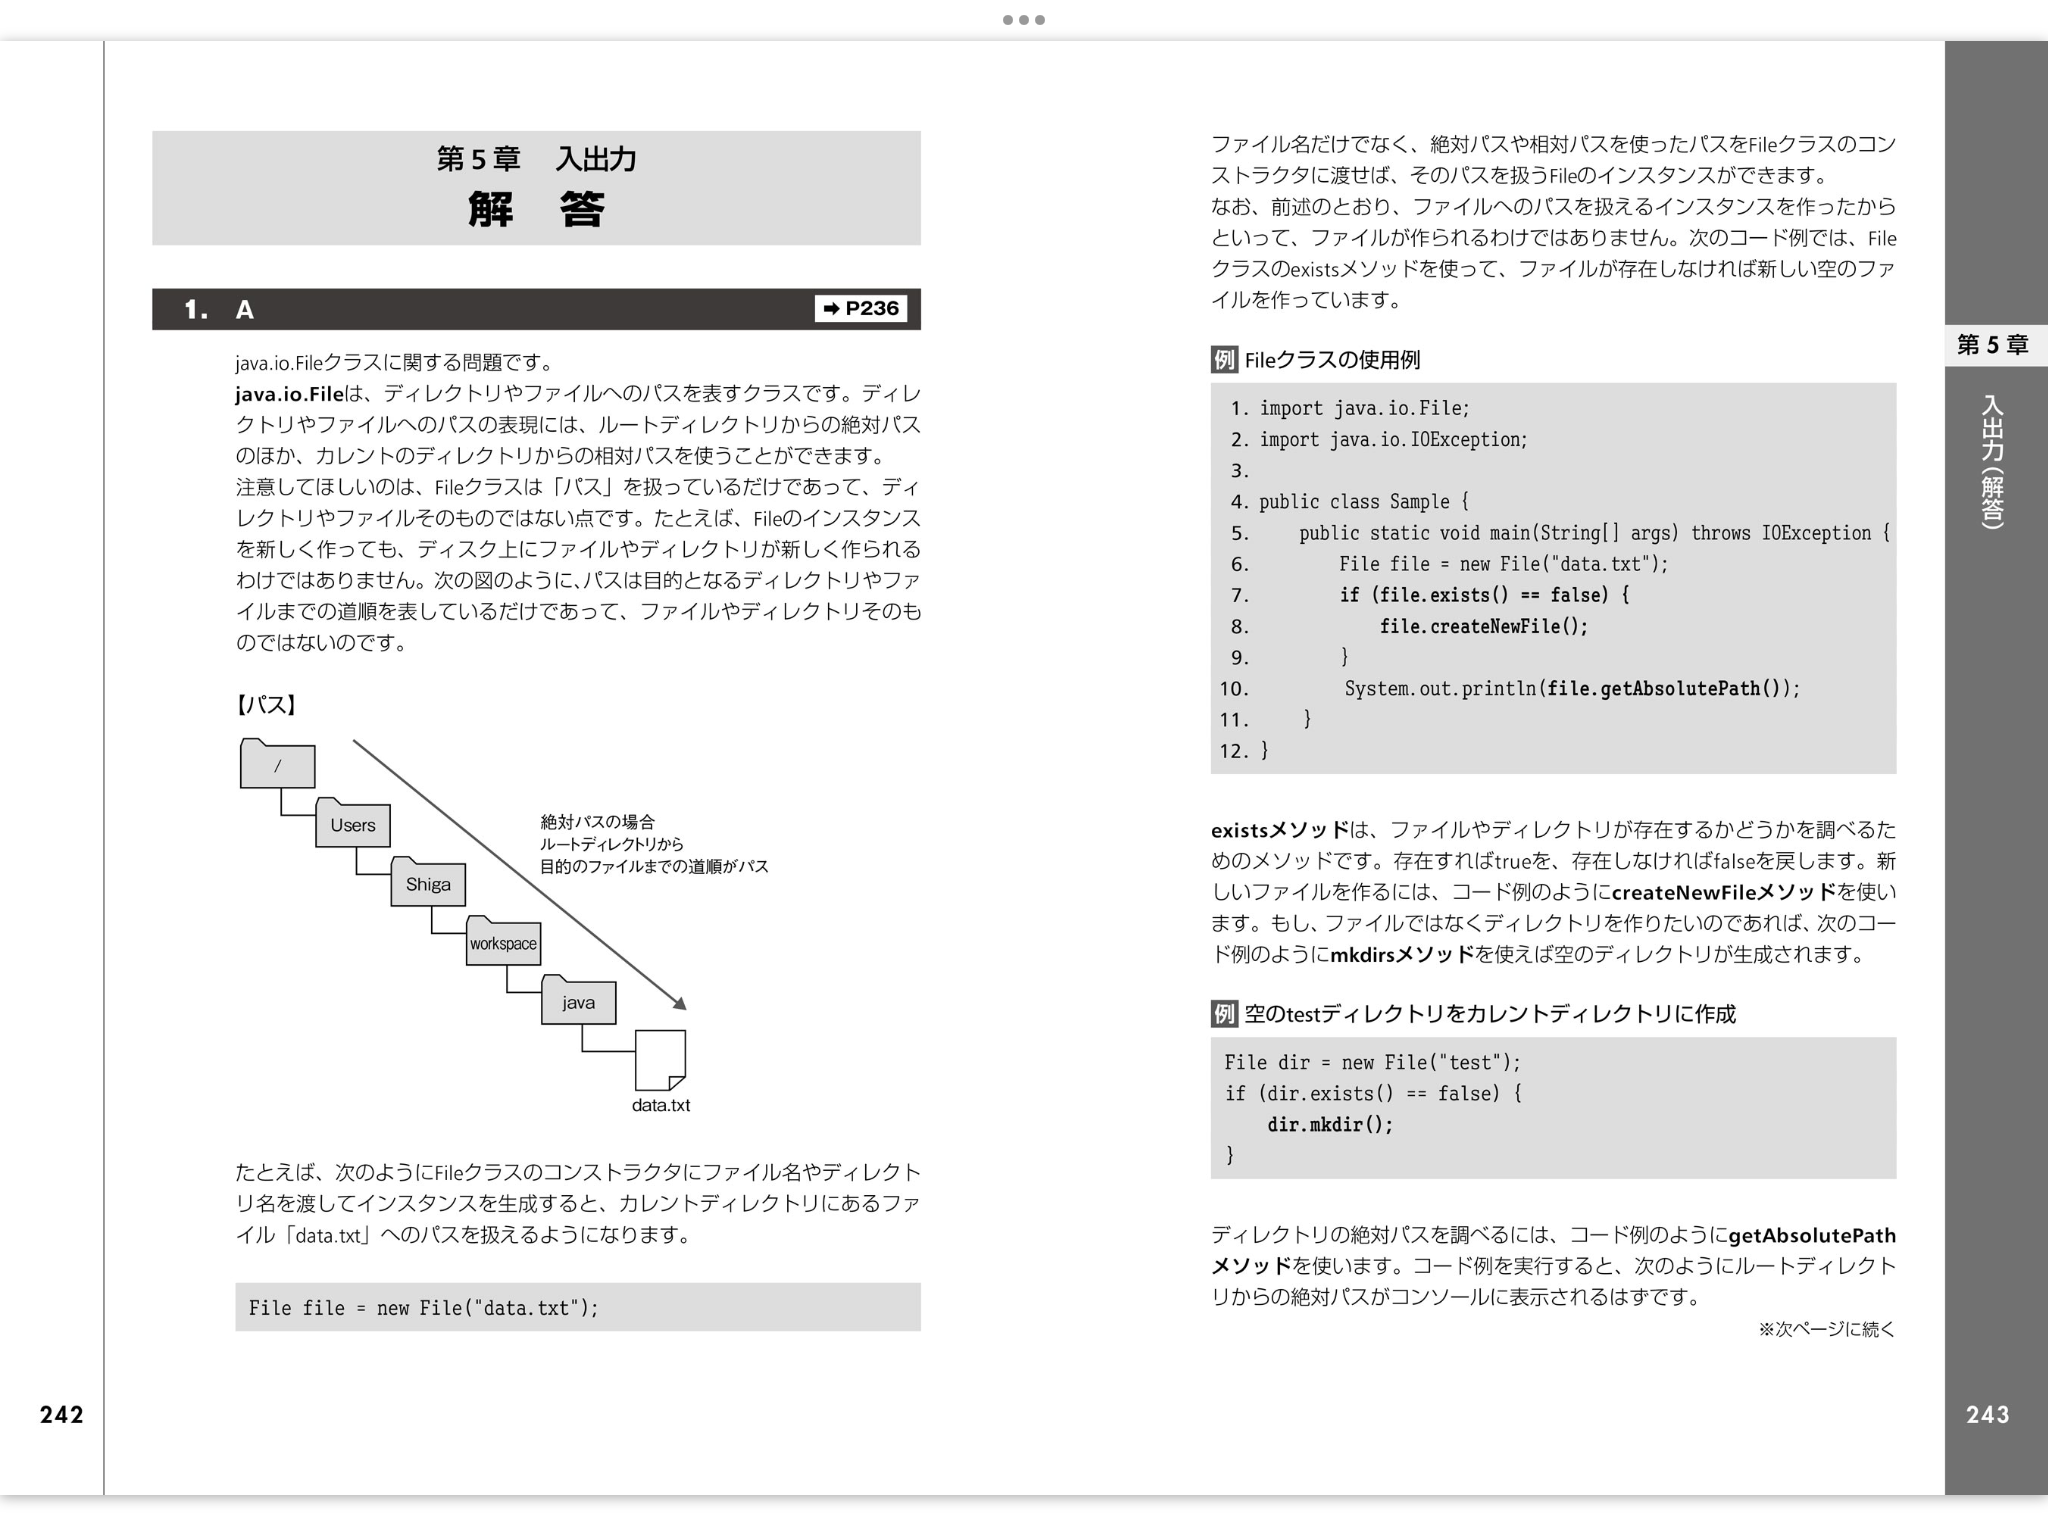 第5章　入出力
解　答
1. A
➡ P236
java.io.Fileクラスに関する問題です。
java.io.Fileは、ディレクトリやファイルへのパスを表すクラスです。ディレ
クトリやファイルへのパスの表現には、ルートディレクトリからの絶対パス
のほか、カレントのディレクトリからの相対パスを使うことができます。
注意してほしいのは、Fileクラスは「パス」を扱っているだけであって、ディ
レクトリやファイルそのものではない点です。たとえば、Fileのインスタンス
を新しく作っても、ディスク上にファイルやディレクトリが新しく作られる
わけではありません。次の図のように、パスは目的となるディレクトリやファ
イルまでの道順を表しているだけであって、ファイルやディレクトリそのも
のではないのです。
【パス】
/
Users
Shiga
workspace
java
data.txt
絶対パスの場合
ルートディレクトリから
目的のファイルまでの道順がパス
たとえば、次のようにFileクラスのコンストラクタにファイル名やディレクト
リ名を渡してインスタンスを生成すると、カレントディレクトリにあるファ
イル「data.txt」へのパスを扱えるようになります。
File file = new File("data.txt");
242
ファイル名だけでなく、絶対パスや相対パスを使ったパスをFileクラスのコン
ストラクタに渡せば、そのパスを扱うFileのインスタンスができます。
なお、前述のとおり、ファイルへのパスを扱えるインスタンスを作ったから
といって、ファイルが作られるわけではありません。次のコード例では、File
クラスのexistsメソッドを使って、ファイルが存在しなければ新しい空のファ
イルを作っています。
例 Fileクラスの使用例
1. import java.io.File;
2. import java.io.IOException;
3.
4. public class Sample {
5.     public static void main(String[] args) throws IOException {
6.         File file = new File("data.txt");
7.         if (file.exists() == false) {
8.             file.createNewFile();
9.         }
10.         System.out.println(file.getAbsolutePath());
11.     }
12. }
existsメソッドは、ファイルやディレクトリが存在するかどうかを調べるた
めのメソッドです。存在すればtrueを、存在しなければfalseを戻します。新
しいファイルを作るには、コード例のようにcreateNewFileメソッドを使い
ます。もし、ファイルではなくディレクトリを作りたいのであれば、次のコー
ド例のようにmkdirsメソッドを使えば空のディレクトリが生成されます。
例 空のtestディレクトリをカレントディレクトリに作成
File dir = new File("test");
if (dir.exists() == false) {
    dir.mkdir();
}
ディレクトリの絶対パスを調べるには、コード例のようにgetAbsolutePath
メソッドを使います。コード例を実行すると、次のようにルートディレクト
リからの絶対パスがコンソールに表示されるはずです。
※次ページに続く
第5章
入出力（解答）
243